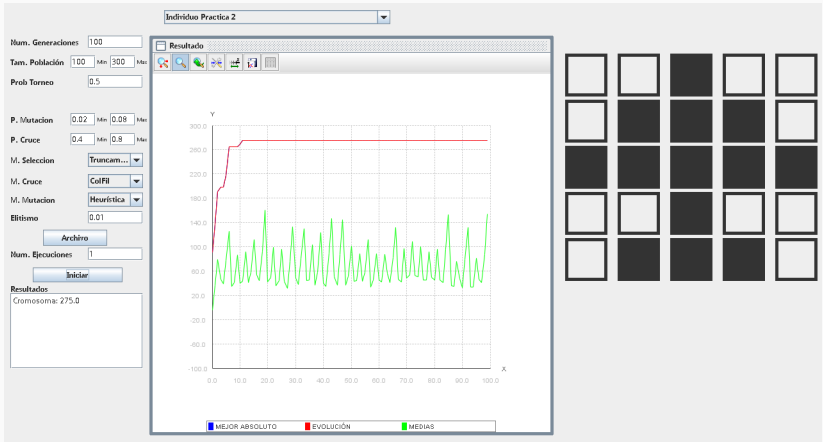 Individuo Practica 2
Num. Generaciones 100
Tam. Población 100 Min 300 Max
Prob Torneo 0.5
P. Mutacion 0.02 Min 0.08 Max
P. Cruce 0.4 Min 0.8 Max
M. Seleccion Truncam...
M. Cruce ColFil
M. Mutacion Heurística
Elitismo 0.01
Archivo
Num. Ejecuciones 1
Iniciar
Resultados
Cromosoma: 275.0
Resultado
Y
300.0
260.0
220.0
180.0
140.0
100.0
60.0
20.0
-20.0
-60.0
-100.0
X
0.0 10.0 20.0 30.0 40.0 50.0 60.0 70.0 80.0 90.0 100.0
MEJOR ABSOLUTO EVOLUCIÓN MEDIAS